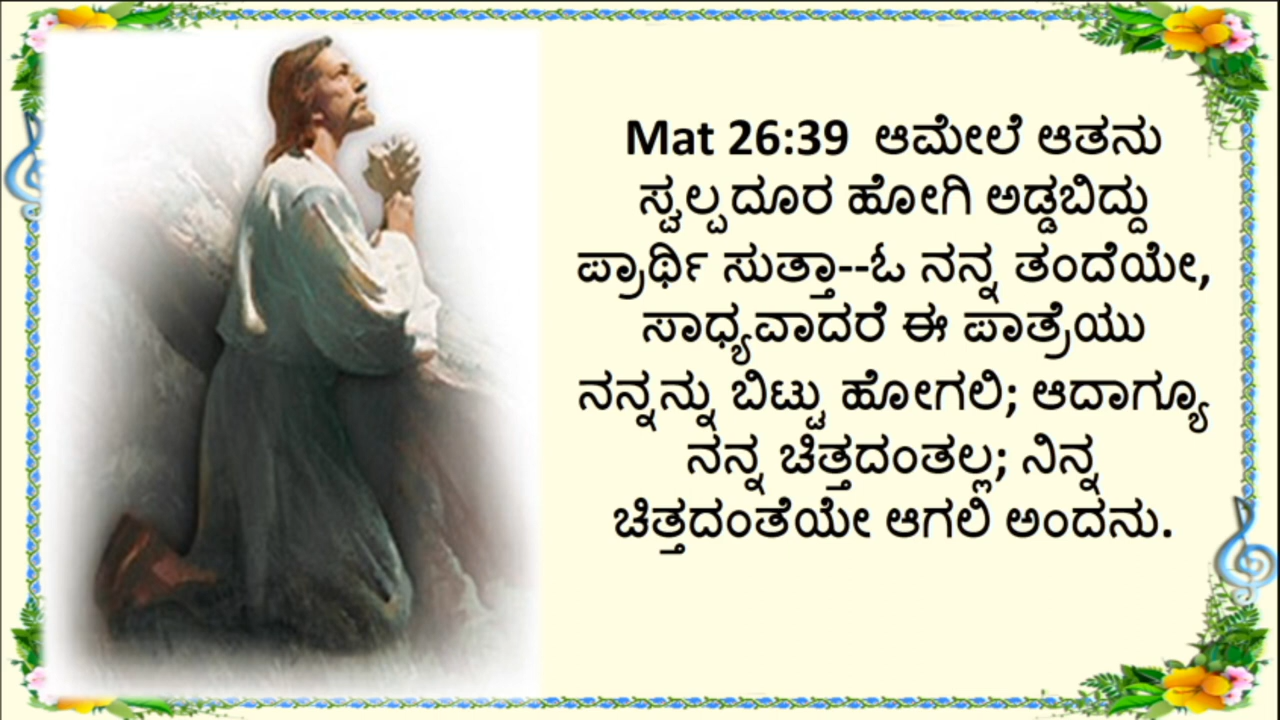 Mat 26:39 ಆಮೇಲೆ ಆತನು
ಸ್ವಲ್ಪದೂರ ಹೋಗಿ ಅಡ್ಡಬಿದ್ದು
ಪ್ರಾರ್ಥಿ ಸುತ್ತಾ--ಓ ನನ್ನ ತಂದೆಯೇ,
ಸಾಧ್ಯವಾದರೆ ಈ ಪಾತ್ರೆಯು
ನನ್ನನ್ನು ಬಿಟ್ಟು ಹೋಗಲಿ; ಆದಾಗ್ಯೂ
ನನ್ನ ಚಿತ್ತದಂತಲ್ಲ; ನಿನ್ನ
ಚಿತ್ತದಂತೆಯೇ ಆಗಲಿ ಅಂದನು.